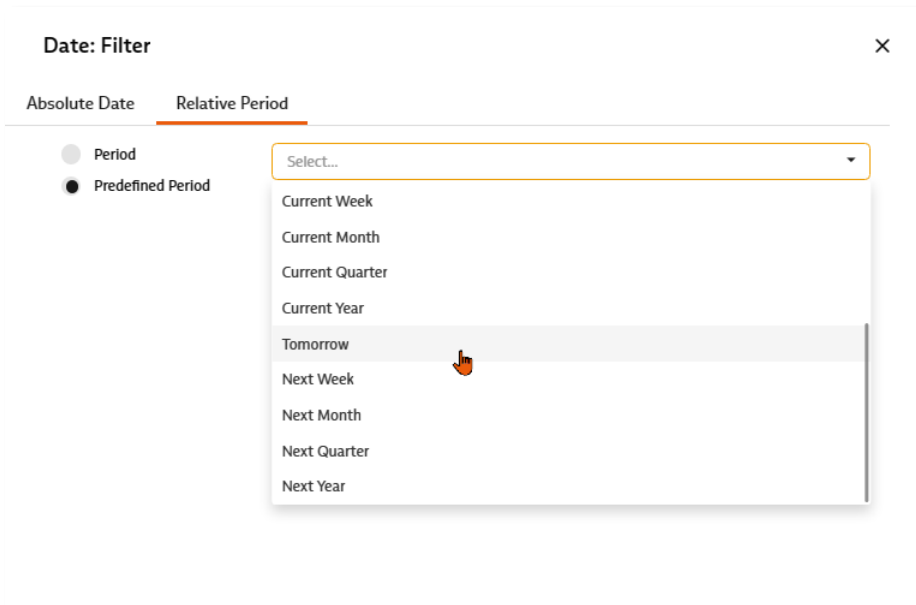 Date: Filter
Absolute Date Relative Period
Period
Select...
Predefined Period
Current Week
Current Month
Current Quarter
Current Year
Tomorrow
Next Week
Next Month
Next Quarter
Next Year